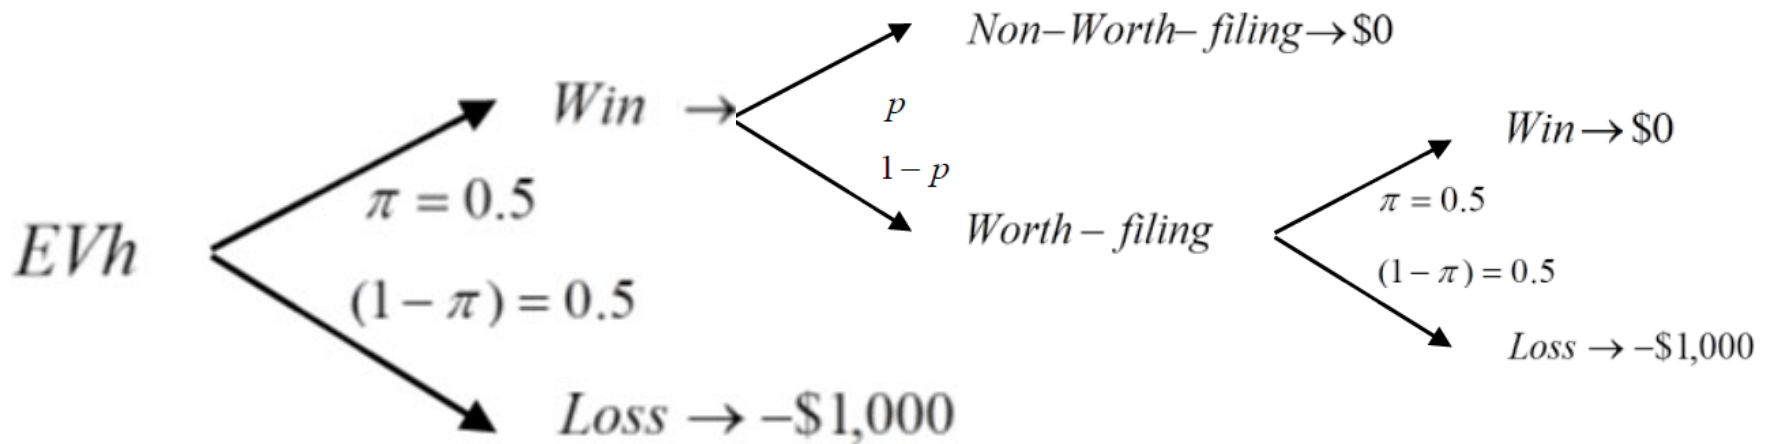 Non–Worth–filing→$0
Win →
p
Win→$0
1 – p
π = 0.5
π = 0.5
EVh
Worth – filing
(1 – π) = 0.5
(1 – π) = 0.5
Loss → –$1,000
Loss → –$1,000